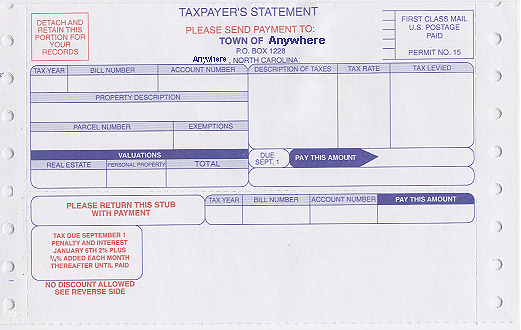 TAXPAYER'S STATEMENT
DETACH AND
RETAIN THIS
PORTION FOR
YOUR
RECORDS
PLEASE SEND PAYMENT TO:
TOWN OF Anywhere
P.O. BOX 1228
Anywhere, NORTH CAROLINA
FIRST CLASS MAIL
U.S. POSTAGE
PAID
PERMIT NO. 15
TAX YEAR BILL NUMBER ACCOUNT NUMBER
PROPERTY DESCRIPTION
PARCEL NUMBER EXEMPTIONS
VALUATIONS
REAL ESTATE PERSONAL PROPERTY TOTAL
DESCRIPTION OF TAXES TAX RATE TAX LEVIED
DUE
SEPT. 1
PAY THIS AMOUNT
PLEASE RETURN THIS STUB
WITH PAYMENT
TAX YEAR BILL NUMBER ACCOUNT NUMBER PAY THIS AMOUNT
TAX DUE SEPTEMBER 1
PENALTY AND INTEREST
JANUARY 6TH 2% PLUS
¾% ADDED EACH MONTH
THEREAFTER UNTIL PAID
NO DISCOUNT ALLOWED
SEE REVERSE SIDE